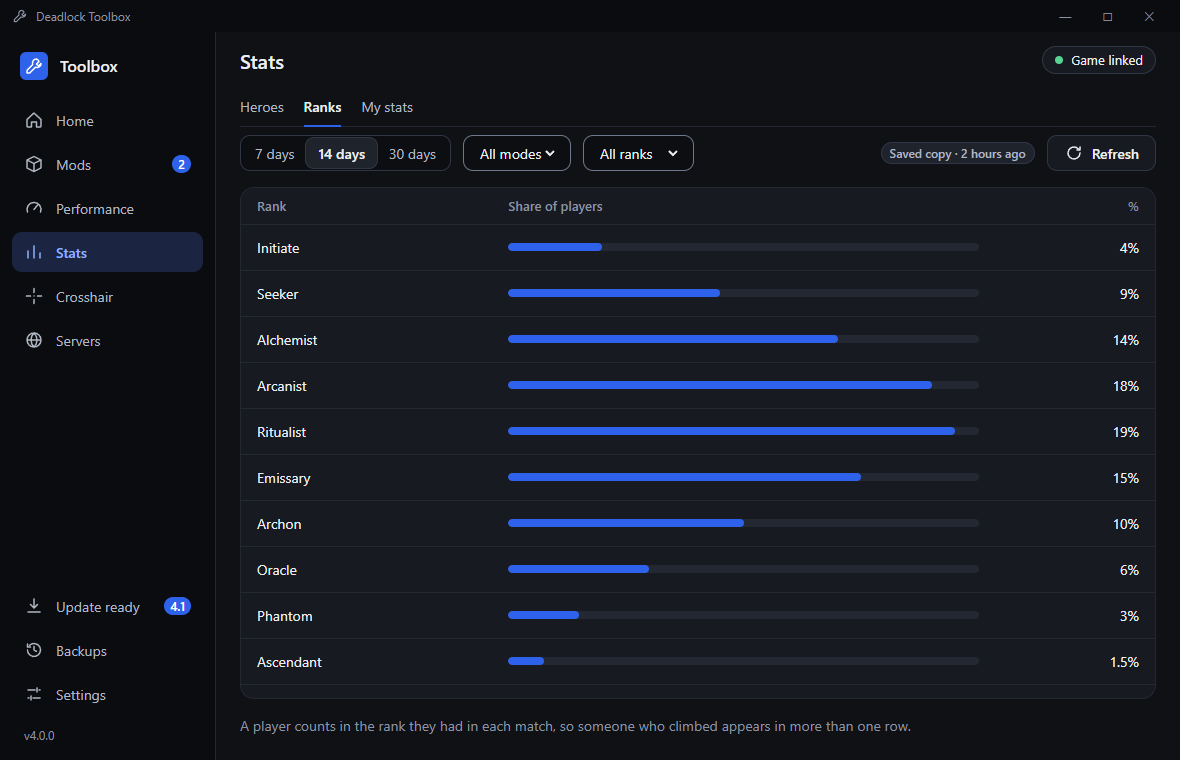 Deadlock Toolbox
Toolbox
Home
Mods 2
Performance
Stats
Crosshair
Servers
Update ready 4.1
Backups
Settings
v4.0.0
Stats
Game linked
Heroes Ranks My stats
7 days 14 days 30 days All modes All ranks Saved copy · 2 hours ago Refresh
Rank Share of players %
Initiate 4%
Seeker 9%
Alchemist 14%
Arcanist 18%
Ritualist 19%
Emissary 15%
Archon 10%
Oracle 6%
Phantom 3%
Ascendant 1.5%
A player counts in the rank they had in each match, so someone who climbed appears in more than one row.